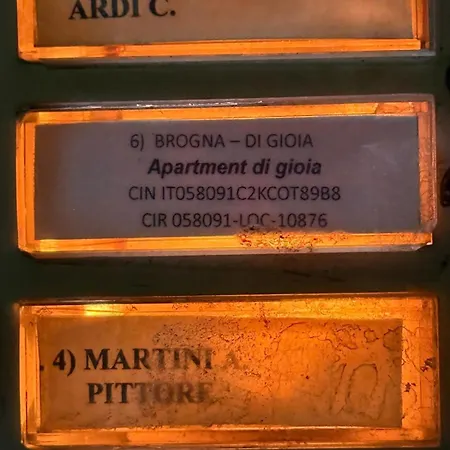 ARDI C.
6) BROGNA – DI GIOIA
Apartment di gioia
CIN IT058091C2KCOT89B8
CIR 058091-LOC-10876
4) MARTINI A.
PITTORE